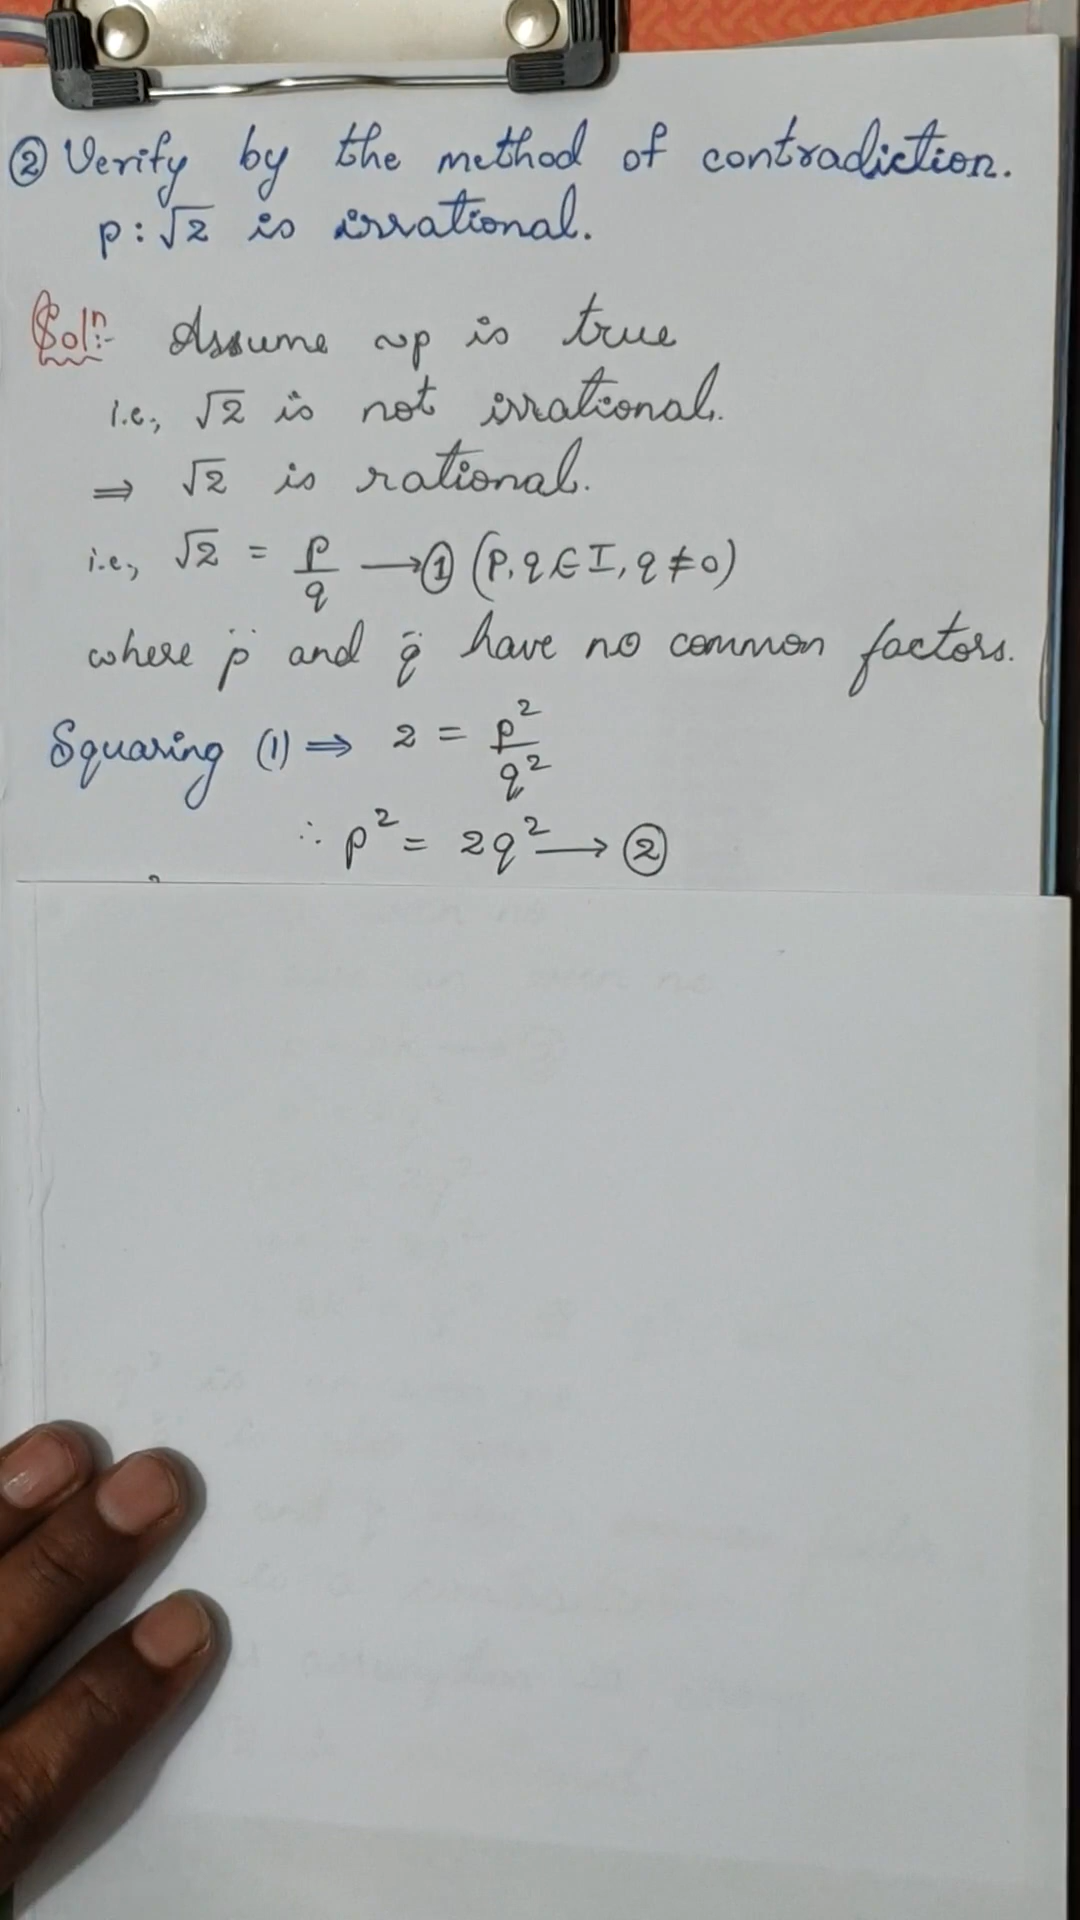 ② Verify by the method of contradiction.
p : √2 is irrational.
Solⁿ:- Assume ~p is true
i.e., √2 is not irrational.
⇒ √2 is rational.
i.e., √2 = p/q → ① (p, q ∈ I, q ≠ 0)
where p̈ and q̈ have no common factors.
Squaring (1) ⇒ 2 = p²/q²
∴ p² = 2q² → ②